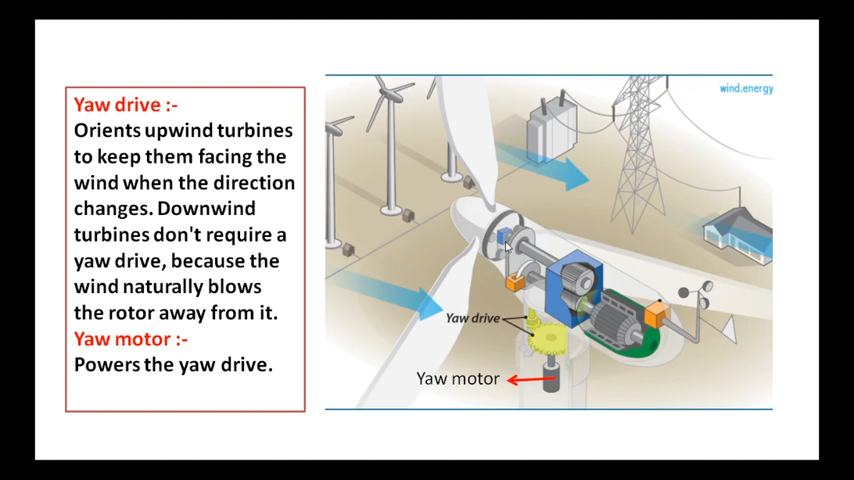 Yaw drive :-
Orients upwind turbines
to keep them facing the
wind when the direction
changes. Downwind
turbines don't require a
yaw drive, because the
wind naturally blows
the rotor away from it.
Yaw motor :-
Powers the yaw drive.
wind.energy
Yaw drive
Yaw motor